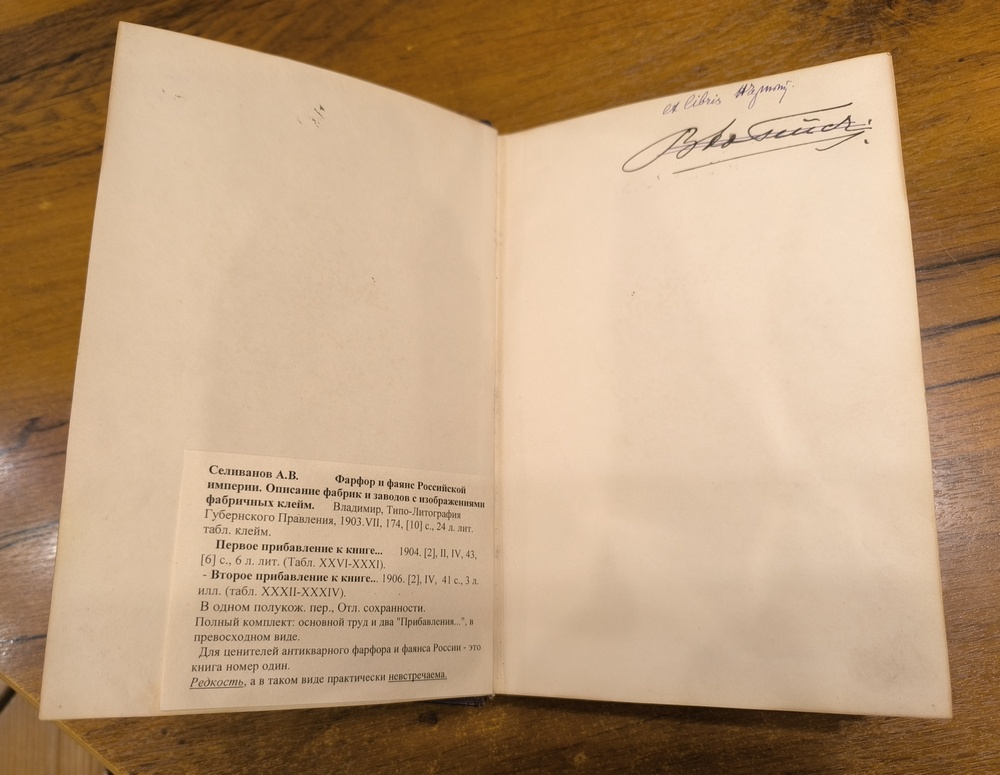 Селиванов А.В. Фарфор и фаянс Российской
империи. Описание фабрик и заводов с изображениями
фабричных клейм. Владимир, Типо-Литография
Губернского Правления, 1903.VII, 174, [10] с., 24 л. лит.
табл. клейм.
Первое прибавление к книге... 1904. [2], II, IV, 43,
[6] с., 6 л. лит. (Табл. XXVI-XXXI).
- Второе прибавление к книге... 1906. [2], IV, 41 с., 3 л.
илл. (табл. XXXII-XXXIV).
В одном полукож. пер., Отл. сохранности.
Полный комплект: основной труд и два "Прибавления...", в
превосходном виде.
Для ценителей антикварного фарфора и фаянса России - это
книга номер один.
Редкость, а в таком виде практически невстречаема.
ex libris